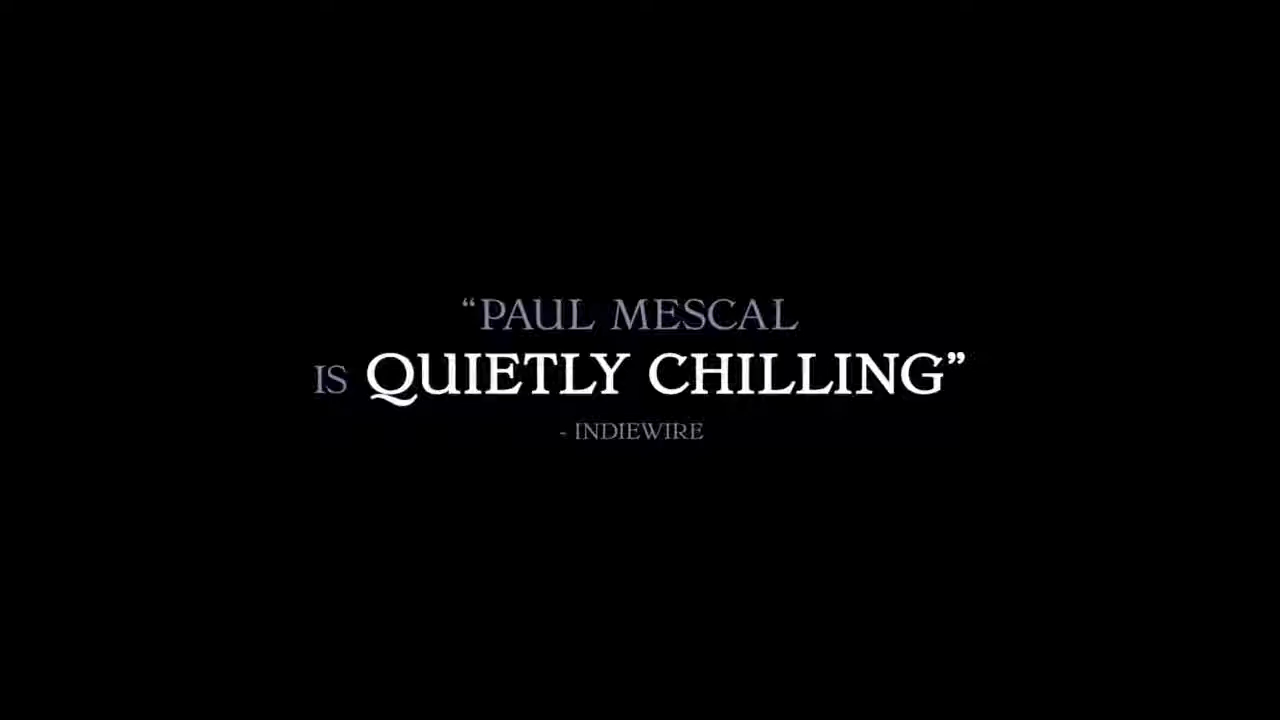 “PAUL MESCAL
IS QUIETLY CHILLING”
- INDIEWIRE